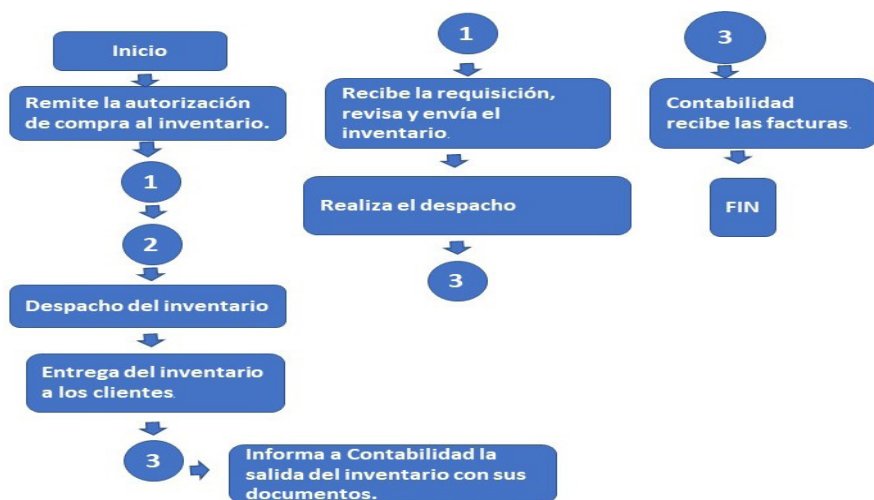 Inicio
Remite la autorización
de compra al inventario.
1
2
Despacho del inventario
Entrega del inventario
a los clientes.
3
Informa a Contabilidad la
salida del inventario con sus
documentos.
1
Recibe la requisición,
revisa y envía el
inventario.
Realiza el despacho
3
3
Contabilidad
recibe las facturas.
FIN